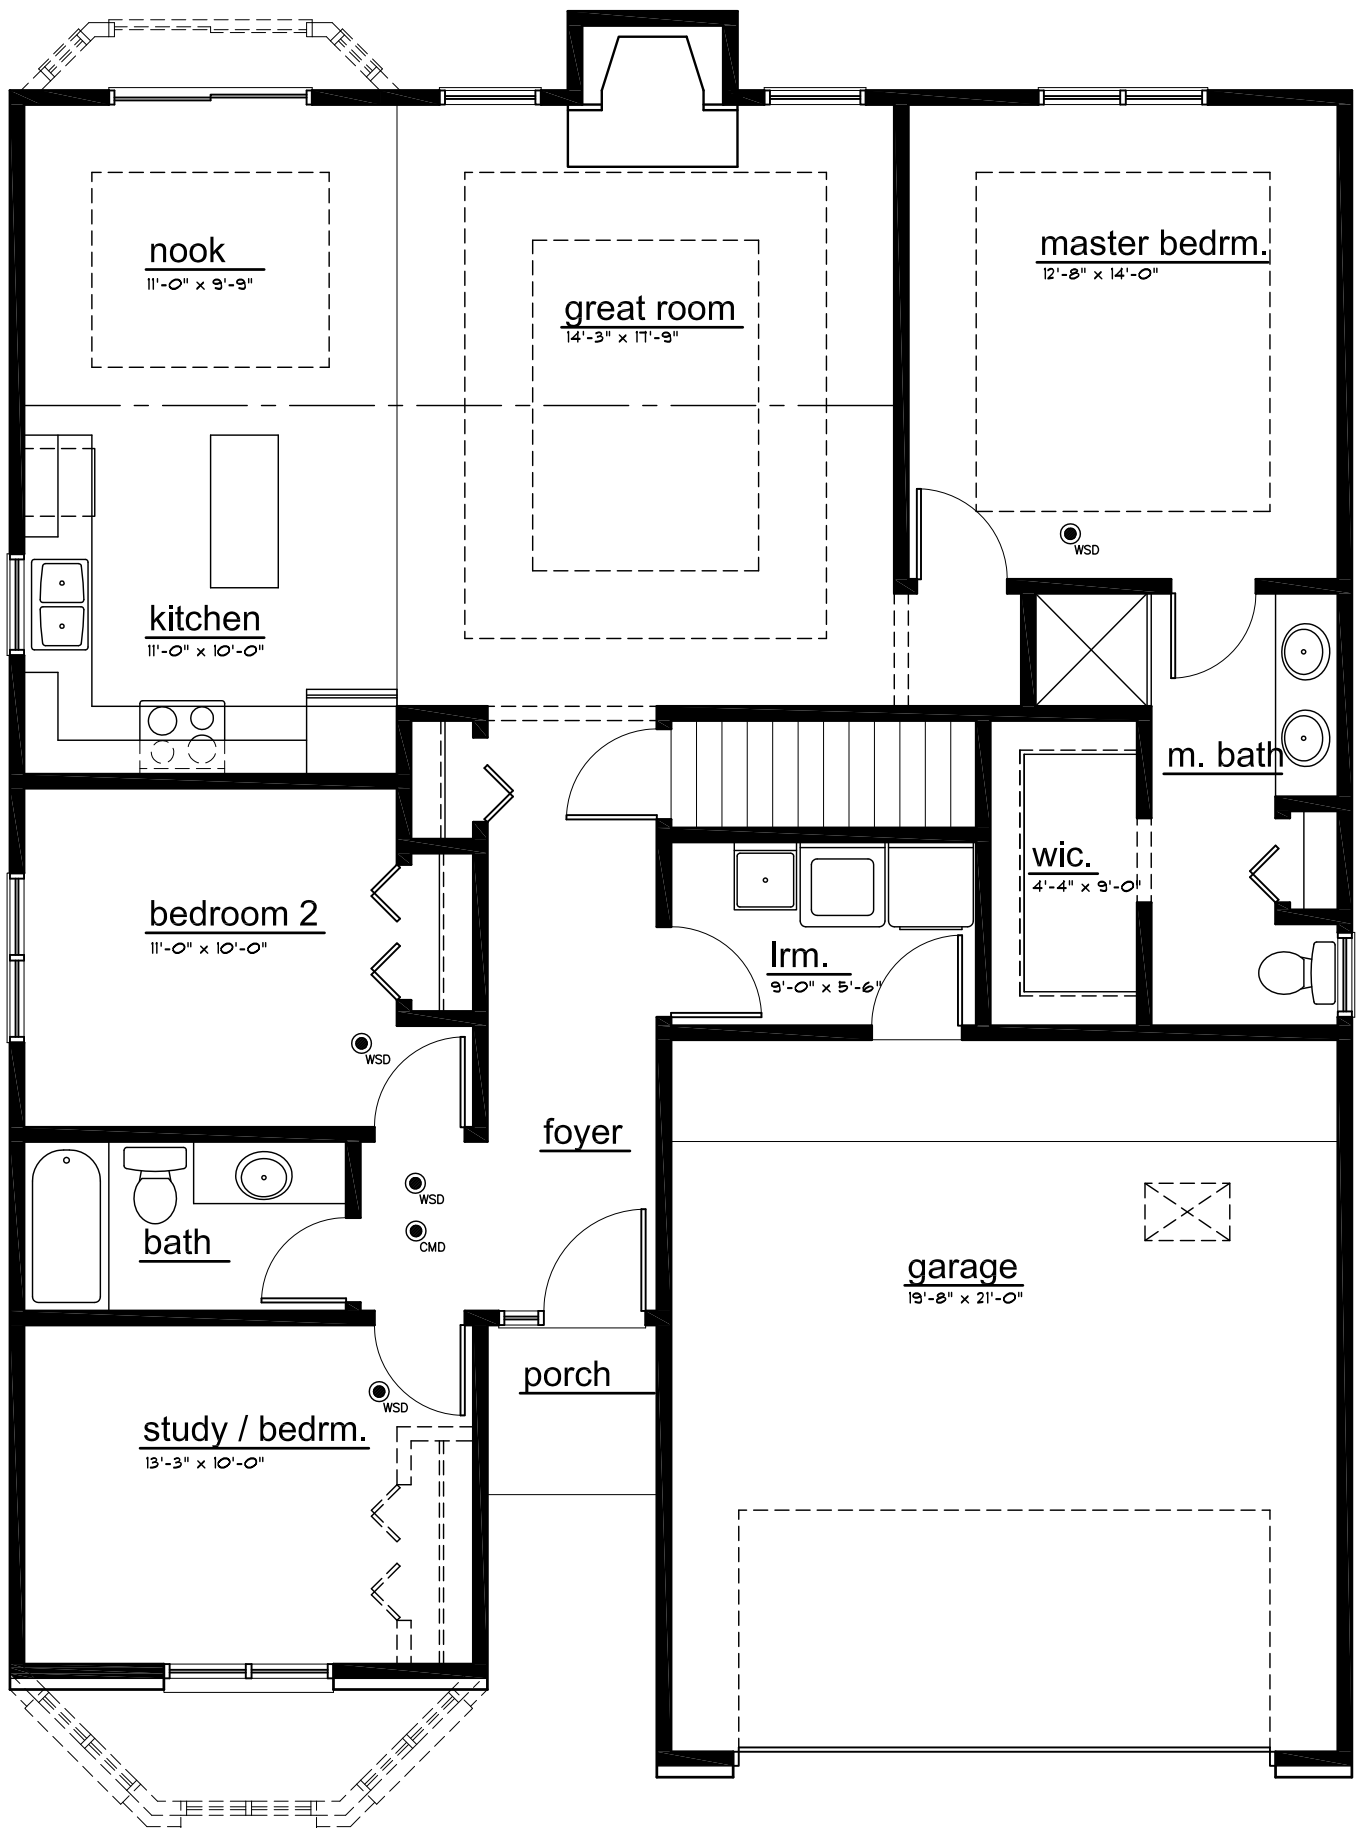 nook
11'-0" x 9'-9"
great room
14'-3" x 17'-9"
master bedrm.
12'-8" x 14'-0"
WSD
kitchen
11'-0" x 10'-0"
m. bath
wic.
4'-4" x 9'-0"
bedroom 2
11'-0" x 10'-0"
lrm.
9'-0" x 5'-6"
WSD
foyer
WSD
CMD
bath
garage
19'-8" x 21'-0"
porch
WSD
study / bedrm.
13'-3" x 10'-0"